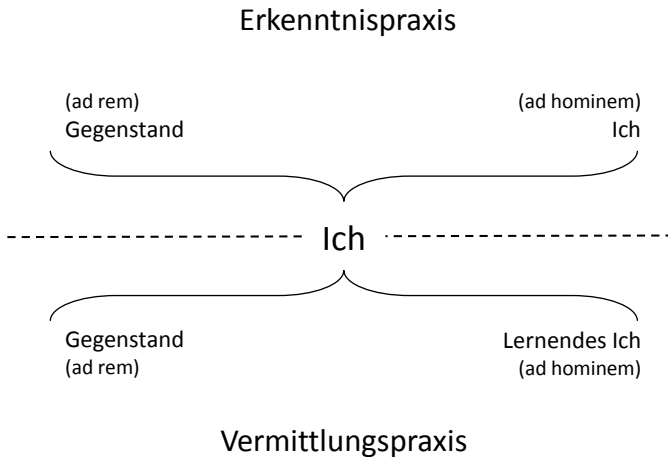 Erkenntnispraxis
(ad rem) (ad hominem)
Gegenstand Ich
Ich
Gegenstand Lernendes Ich
(ad rem) (ad hominem)
Vermittlungspraxis